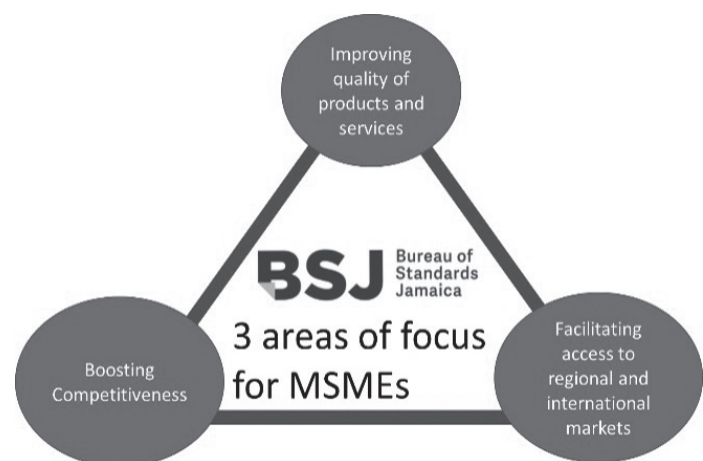 Improving
quality of
products and
services
BSJ
Bureau of
Standards
Jamaica
3 areas of focus
for MSMEs
Boosting
Competitiveness
Facilitating
access to
regional and
international
markets